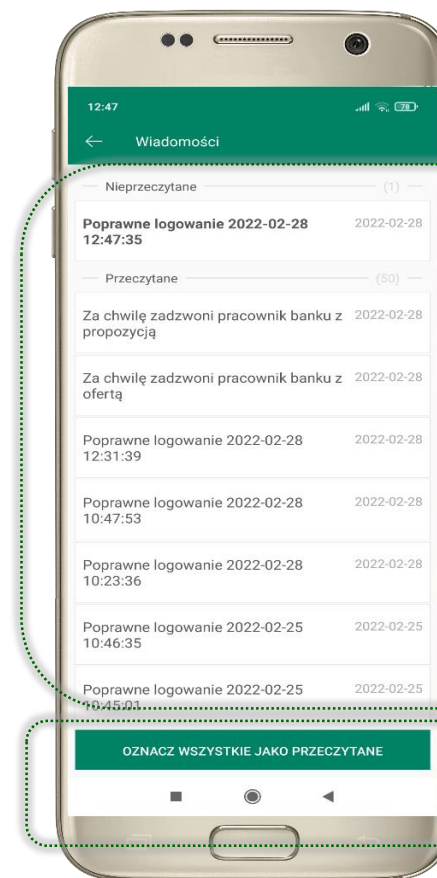 12:47
78
Wiadomości
Nieprzeczytane (1)
Poprawne logowanie 2022-02-28 2022-02-28
12:47:35
Przeczytane (50)
Za chwilę zadzwoni pracownik banku z 2022-02-28
propozycją
Za chwilę zadzwoni pracownik banku z 2022-02-28
ofertą
Poprawne logowanie 2022-02-28 2022-02-28
12:31:39
Poprawne logowanie 2022-02-28 2022-02-28
10:47:53
Poprawne logowanie 2022-02-28 2022-02-28
10:23:36
Poprawne logowanie 2022-02-25 2022-02-25
10:46:35
Poprawne logowanie 2022-02-25 2022-02-25
10:45:01
OZNACZ WSZYSTKIE JAKO PRZECZYTANE